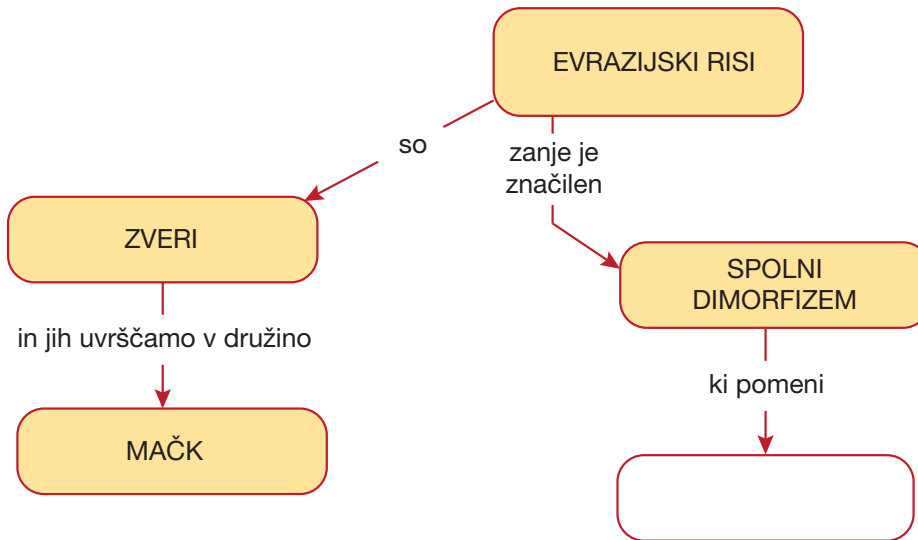 EVRAZIJSKI RISI
so
zanje je
značilen
ZVERI
SPOLNI
DIMORFIZEM
in jih uvrščamo v družino
ki pomeni
MAČK